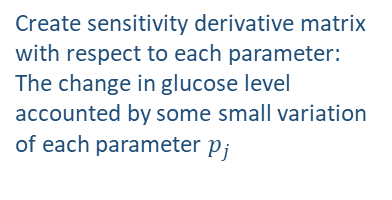 Create sensitivity derivative matrix
with respect to each parameter:
The change in glucose level
accounted by some small variation
of each parameter p_j